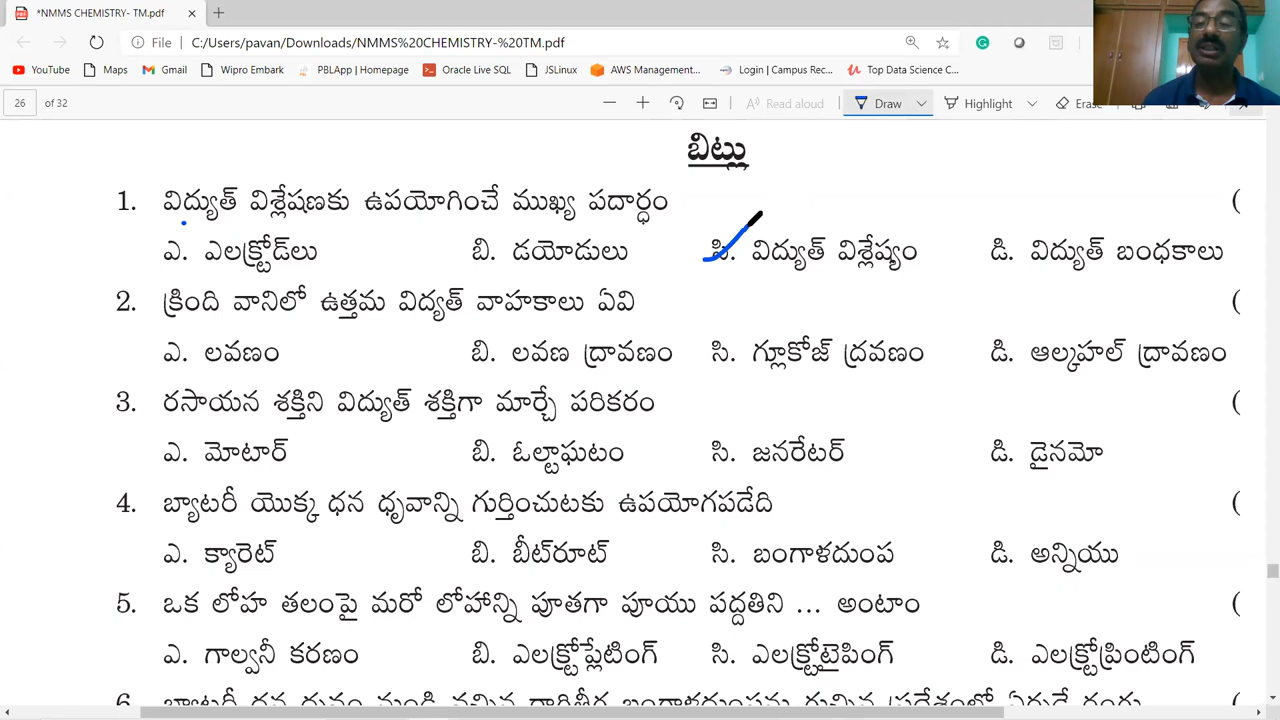 *NMMS CHEMISTRY- TM.pdf
File C:/Users/pavan/Downloads/NMMS%20CHEMISTRY-%20TM.pdf
YouTube Maps Gmail Wipro Embark PBLApp | Homepage Oracle Live SQL JSLinux AWS Management... Login | Campus Rec... Top Data Science C...
26 of 32 Read aloud Draw Highlight Erase
బిట్లు
1. విద్యుత్ విశ్లేషణకు ఉపయోగించే ముఖ్య పదార్ధం (
ఎ. ఎలక్ట్రోడ్‌లు బి. డయోడులు సి. విద్యుత్ విశ్లేష్యం డి. విద్యుత్ బంధకాలు
2. క్రింది వానిలో ఉత్తమ విద్యత్ వాహకాలు ఏవి (
ఎ. లవణం బి. లవణ ద్రావణం సి. గ్లూకోజ్ ద్రవణం డి. ఆల్కహల్ ద్రావణం
3. రసాయన శక్తిని విద్యుత్ శక్తిగా మార్చే పరికరం (
ఎ. మోటార్ బి. ఓల్టాఘటం సి. జనరేటర్ డి. డైనమో
4. బ్యాటరీ యొక్క ధన ధృవాన్ని గుర్తించుటకు ఉపయోగపడేది (
ఎ. క్యారెట్ బి. బీట్‌రూట్ సి. బంగాళదుంప డి. అన్నియు
5. ఒక లోహ తలంపై మరో లోహాన్ని పూతగా పూయు పద్దతిని ... అంటాం (
ఎ. గాల్వనీ కరణం బి. ఎలక్ట్రోప్లేటింగ్ సి. ఎలక్ట్రోటైపింగ్ డి. ఎలక్ట్రోప్రింటింగ్